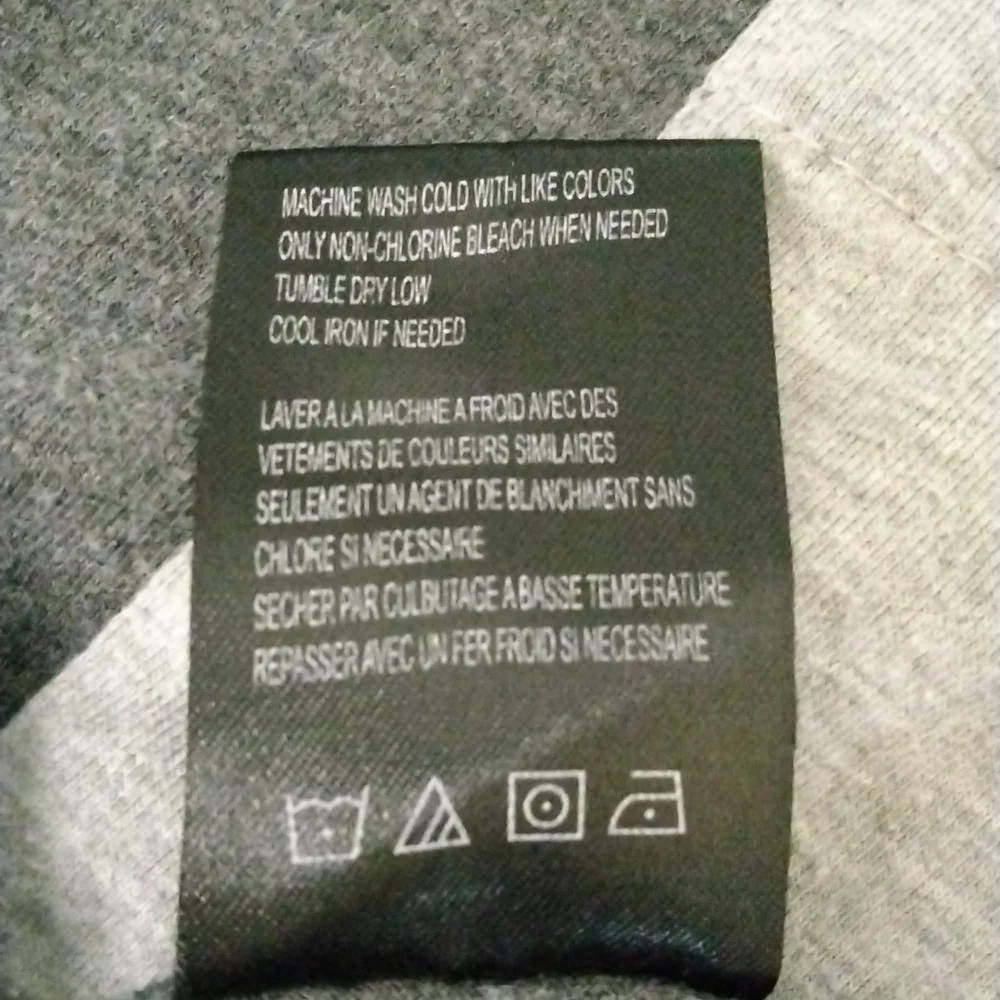 MACHINE WASH COLD WITH LIKE COLORS
ONLY NON-CHLORINE BLEACH WHEN NEEDED
TUMBLE DRY LOW
COOL IRON IF NEEDED
LAVER A LA MACHINE A FROID AVEC DES
VETEMENTS DE COULEURS SIMILAIRES
SEULEMENT UN AGENT DE BLANCHIMENT SANS
CHLORE SI NECESSAIRE
SECHER PAR CULBUTAGE A BASSE TEMPERATURE
REPASSER AVEC UN FER FROID SI NECESSAIRE